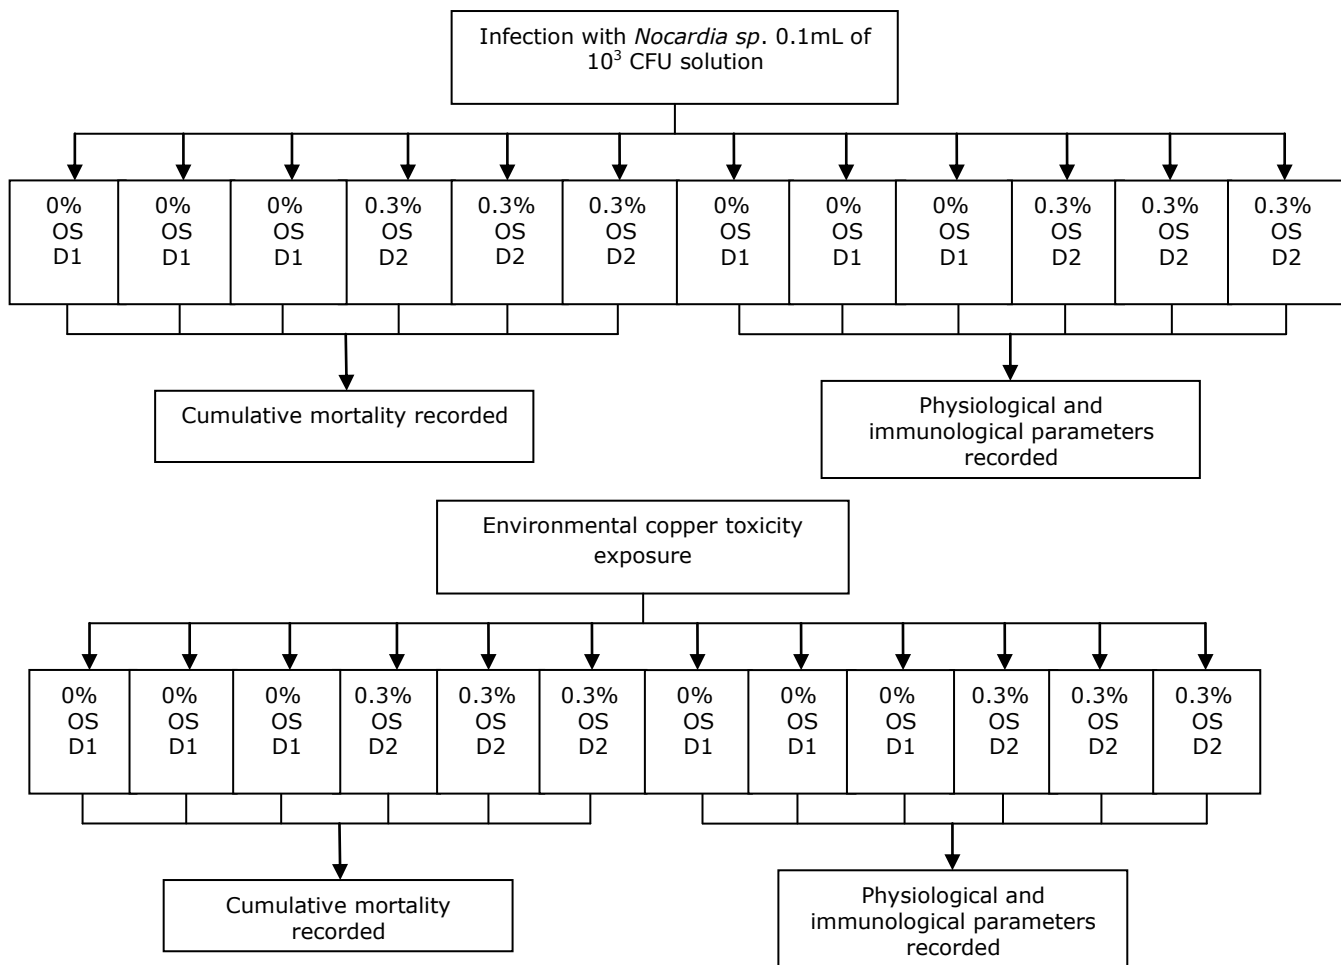 Infection with Nocardia sp. 0.1mL of
10³ CFU solution
0% 0% 0% 0.3% 0.3% 0.3% 0% 0% 0% 0.3% 0.3% 0.3%
OS OS OS OS OS OS OS OS OS OS OS OS
D1 D1 D1 D2 D2 D2 D1 D1 D1 D2 D2 D2
Cumulative mortality recorded
Physiological and
immunological parameters
recorded
Environmental copper toxicity
exposure
0% 0% 0% 0.3% 0.3% 0.3% 0% 0% 0% 0.3% 0.3% 0.3%
OS OS OS OS OS OS OS OS OS OS OS OS
D1 D1 D1 D2 D2 D2 D1 D1 D1 D2 D2 D2
Cumulative mortality
recorded
Physiological and
immunological parameters
recorded